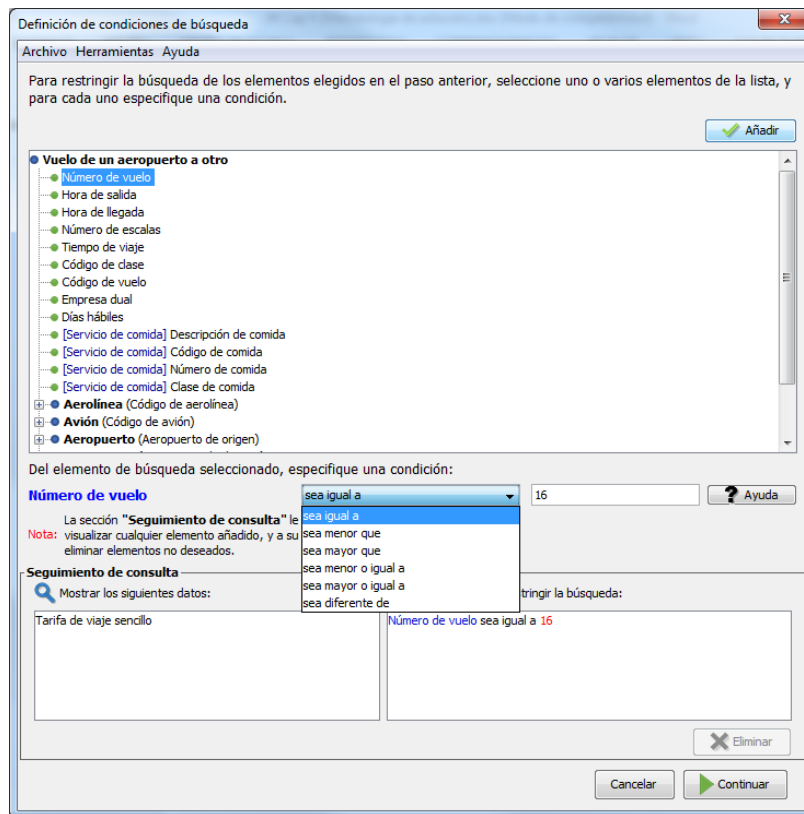 Definición de condiciones de búsqueda
Archivo Herramientas Ayuda
Para restringir la búsqueda de los elementos elegidos en el paso anterior, seleccione uno o varios elementos de la lista, y
para cada uno especifique una condición.
Añadir
Vuelo de un aeropuerto a otro
Número de vuelo
Hora de salida
Hora de llegada
Número de escalas
Tiempo de viaje
Código de clase
Código de vuelo
Empresa dual
Días hábiles
[Servicio de comida] Descripción de comida
[Servicio de comida] Código de comida
[Servicio de comida] Número de comida
[Servicio de comida] Clase de comida
Aerolínea (Código de aerolínea)
Avión (Código de avión)
Aeropuerto (Aeropuerto de origen)
Del elemento de búsqueda seleccionado, especifique una condición:
Número de vuelo sea igual a 16 ? Ayuda
La sección "Seguimiento de consulta" le
Nota: visualizar cualquier elemento añadido, y a su
eliminar elementos no deseados.
sea igual a
sea menor que
sea mayor que
sea menor o igual a
sea mayor o igual a
sea diferente de
Seguimiento de consulta
Mostrar los siguientes datos: tringir la búsqueda:
Tarifa de viaje sencillo
Número de vuelo sea igual a 16
Eliminar
Cancelar Continuar